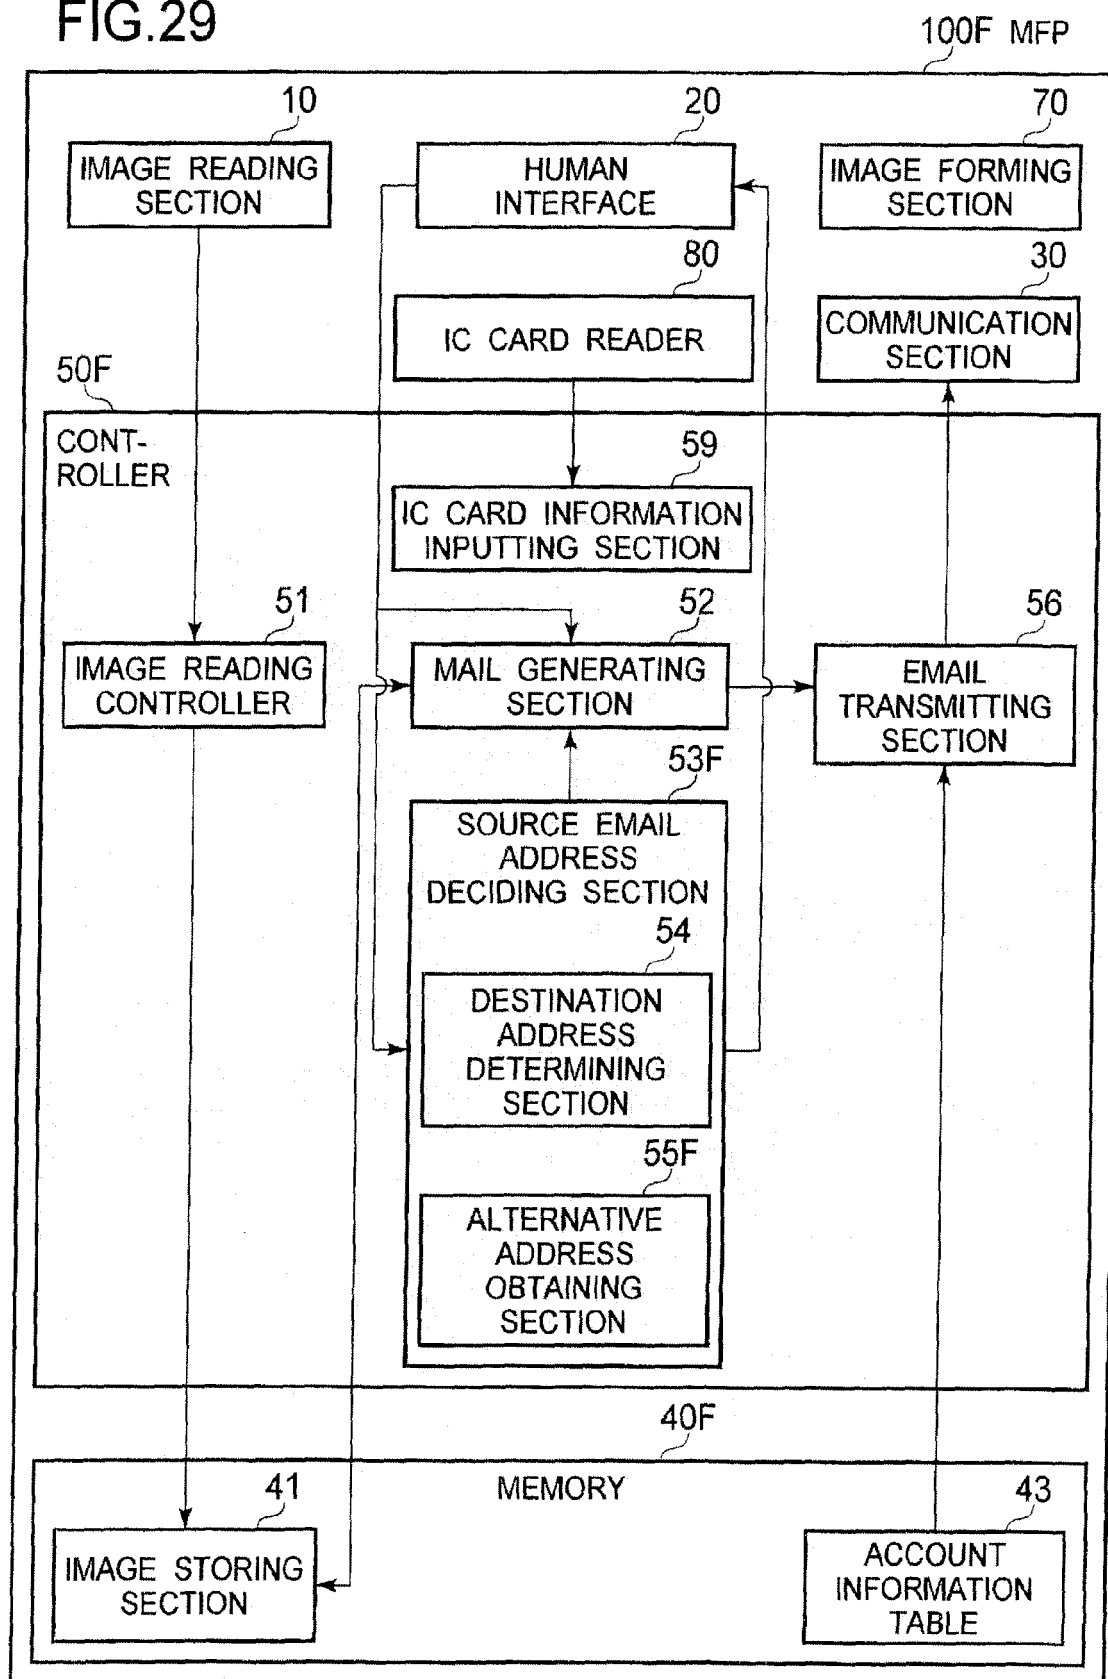 FIG.29
100F MFP
10
IMAGE READING
SECTION
20
HUMAN
INTERFACE
70
IMAGE FORMING
SECTION
80
IC CARD READER
30
COMMUNICATION
SECTION
50F
CONT-
ROLLER
59
IC CARD INFORMATION
INPUTTING SECTION
51
IMAGE READING
CONTROLLER
52
MAIL GENERATING
SECTION
56
EMAIL
TRANSMITTING
SECTION
53F
SOURCE EMAIL
ADDRESS
DECIDING SECTION
54
DESTINATION
ADDRESS
DETERMINING
SECTION
55F
ALTERNATIVE
ADDRESS
OBTAINING
SECTION
40F
MEMORY
41
IMAGE STORING
SECTION
43
ACCOUNT
INFORMATION
TABLE